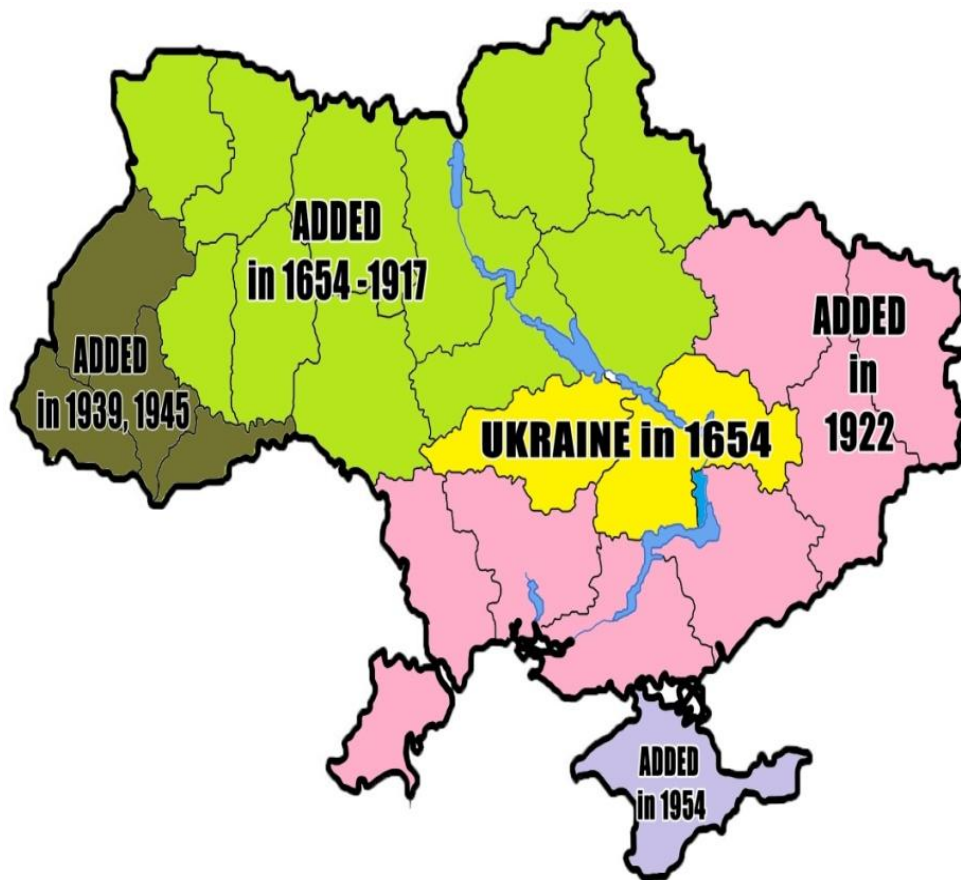 ADDED
in 1654 -1917
ADDED
in
1922
ADDED
in 1939, 1945
UKRAINE in 1654
ADDED
in 1954